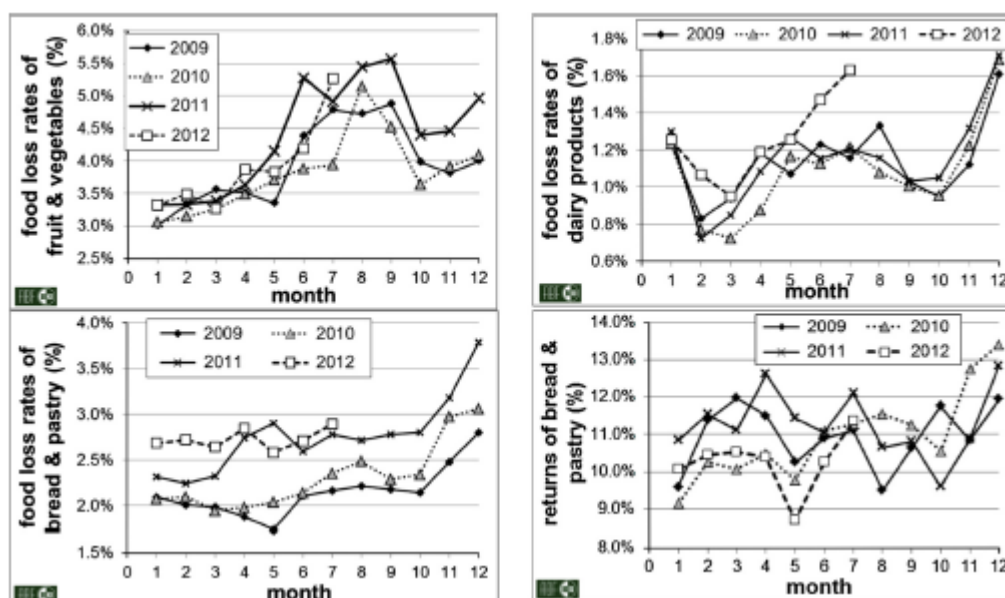 food loss rates of
fruit & vegetables (%)
6.0%
5.5%
5.0%
4.5%
4.0%
3.5%
3.0%
2.5%
2009
2010
2011
2012
0 1 2 3 4 5 6 7 8 9 10 11 12
month
food loss rates of
dairy products (%)
2009 2010 2011 2012
1.8%
1.6%
1.4%
1.2%
1.0%
0.8%
0.6%
0 1 2 3 4 5 6 7 8 9 10 11 12
month
food loss rates of
bread & pastry (%)
4.0%
3.5%
3.0%
2.5%
2.0%
1.5%
2009 2010
2011 2012
0 1 2 3 4 5 6 7 8 9 10 11 12
month
returns of bread &
pastry (%)
14.0%
13.0%
12.0%
11.0%
10.0%
9.0%
8.0%
2009 2010
2011 2012
0 1 2 3 4 5 6 7 8 9 10 11 12
month